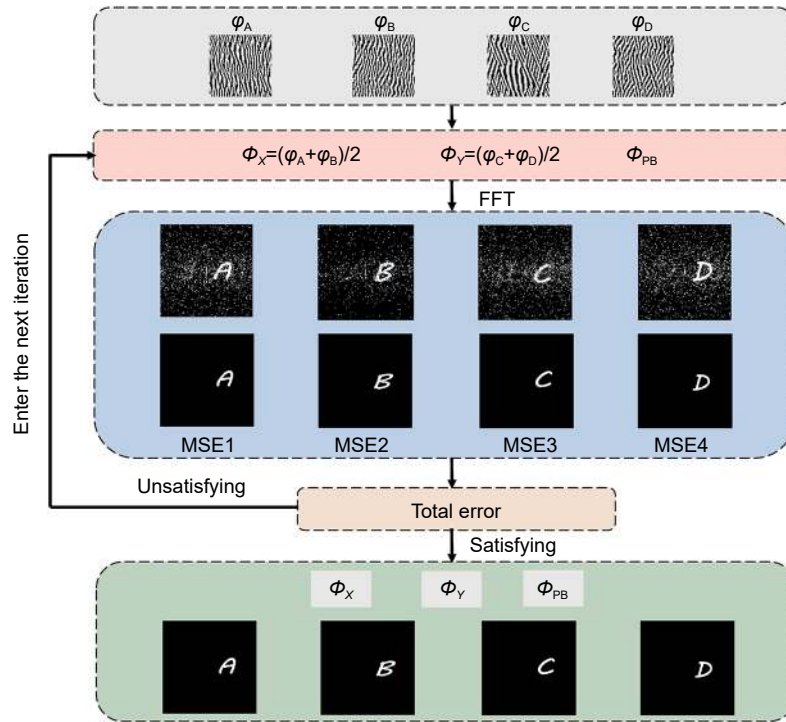 φA φB φC φD
ΦX=(φA+φB)/2 ΦY=(φC+φD)/2 ΦPB
FFT
A B C D
A B C D
MSE1 MSE2 MSE3 MSE4
Enter the next iteration
Unsatisfying
Total error
Satisfying
ΦX ΦY ΦPB
A B C D